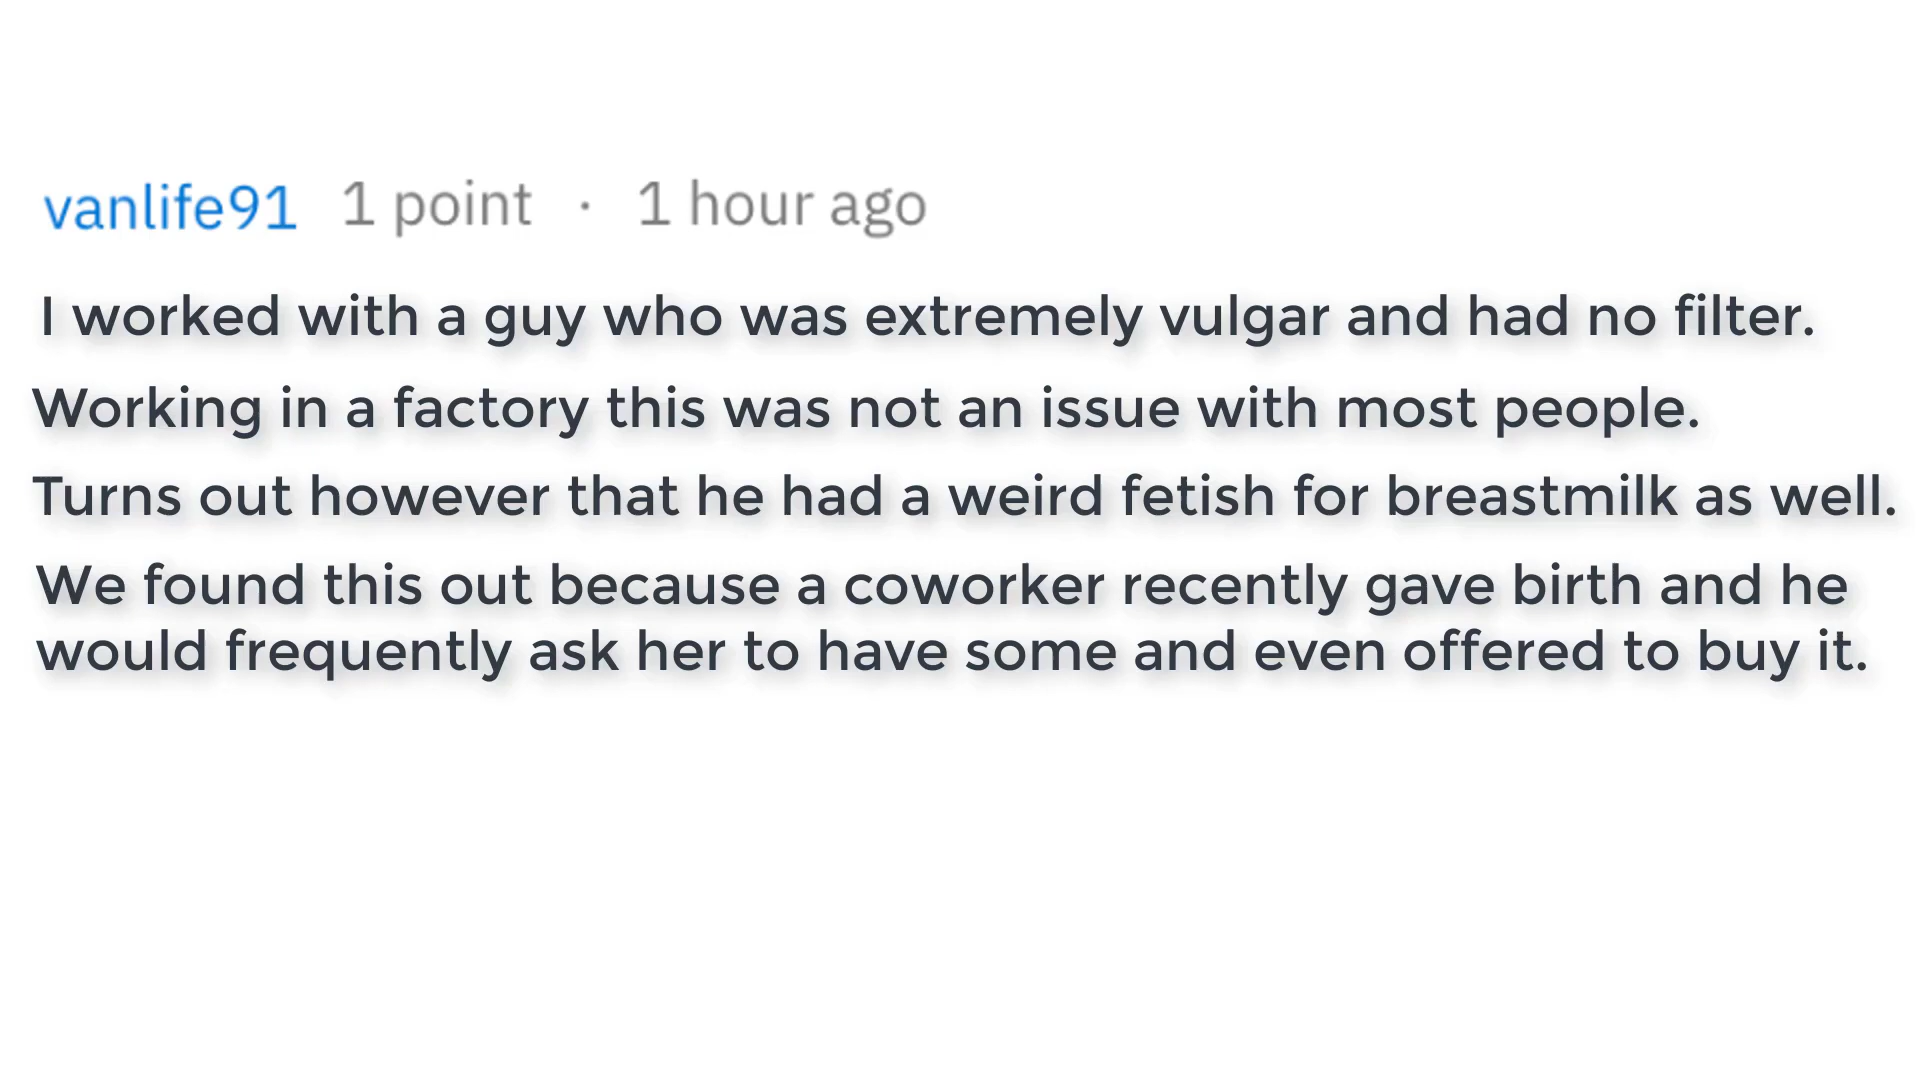 vanlife91 1 point · 1 hour ago
I worked with a guy who was extremely vulgar and had no filter.
Working in a factory this was not an issue with most people.
Turns out however that he had a weird fetish for breastmilk as well.
We found this out because a coworker recently gave birth and he
would frequently ask her to have some and even offered to buy it.